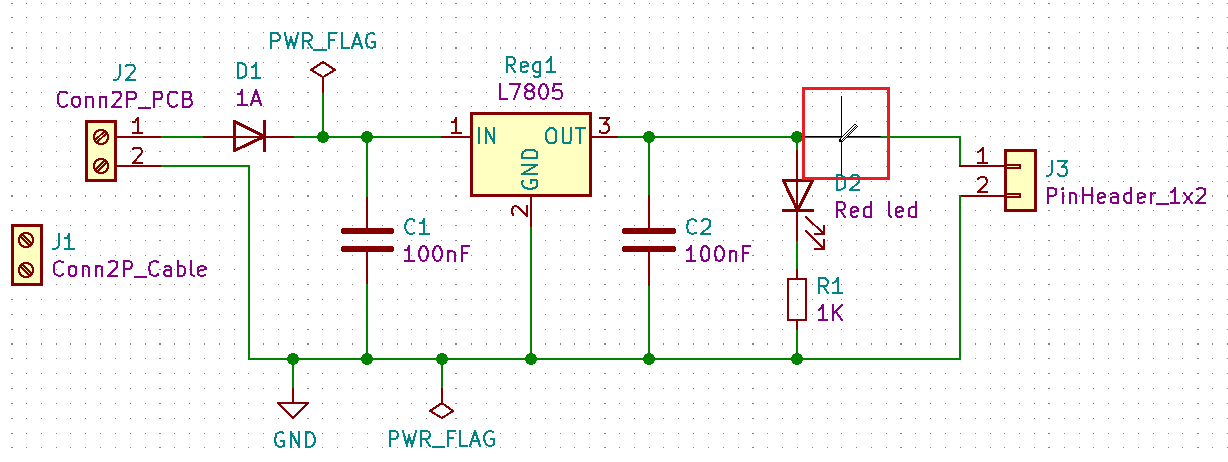 PWR_FLAG
J2
Conn2P_PCB
1
2
D1
1A
Reg1
L7805
1
IN
OUT
3
GND
2
J1
Conn2P_Cable
C1
100nF
C2
100nF
D2
Red led
R1
1K
1
2
J3
PinHeader_1x2
GND
PWR_FLAG